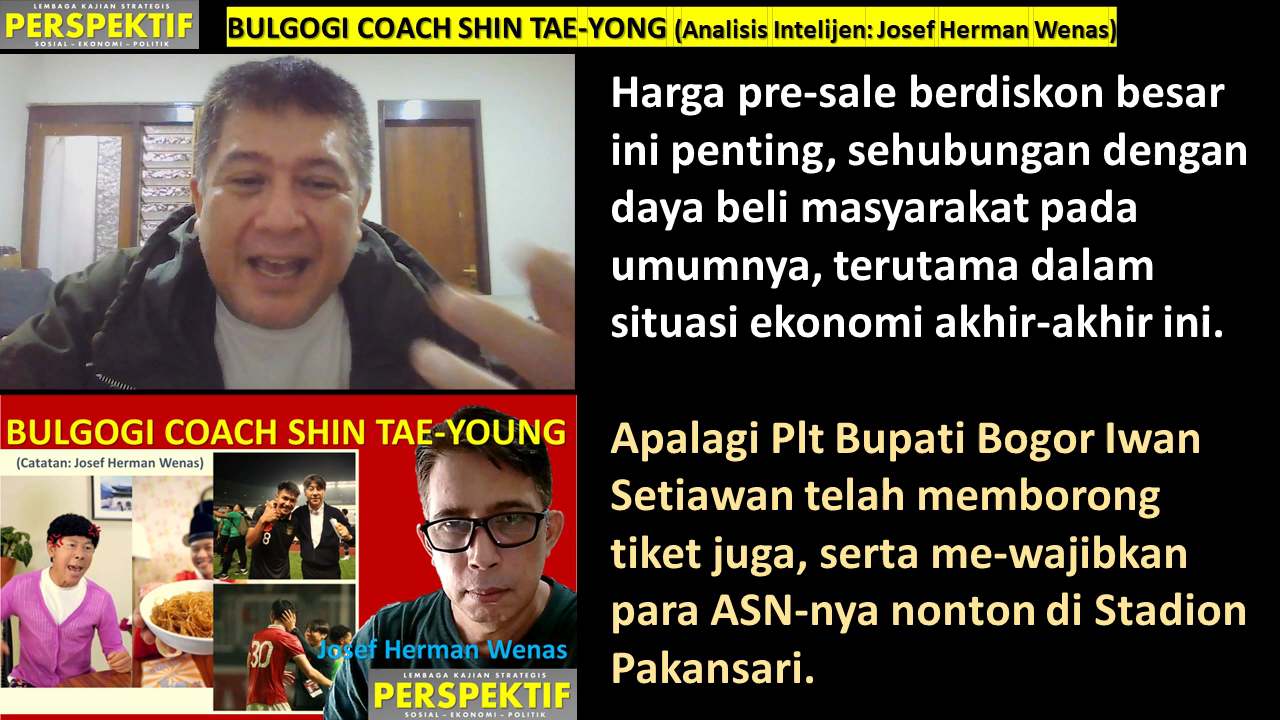 LEMBAGA KAJIAN STRATEGIS
PERSPEKTIF
SOSIAL – EKONOMI – POLITIK
BULGOGI COACH SHIN TAE-YONG (Analisis Intelijen: Josef Herman Wenas)
Harga pre-sale berdiskon besar
ini penting, sehubungan dengan
daya beli masyarakat pada
umumnya, terutama dalam
situasi ekonomi akhir-akhir ini.
Apalagi Plt Bupati Bogor Iwan
Setiawan telah memborong
tiket juga, serta me-wajibkan
para ASN-nya nonton di Stadion
Pakansari.
BULGOGI COACH SHIN TAE-YOUNG
(Catatan: Josef Herman Wenas)
8
30
Josef Herman Wenas
LEMBAGA KAJIAN STRATEGIS
PERSPEKTIF
SOSIAL – EKONOMI – POLITIK